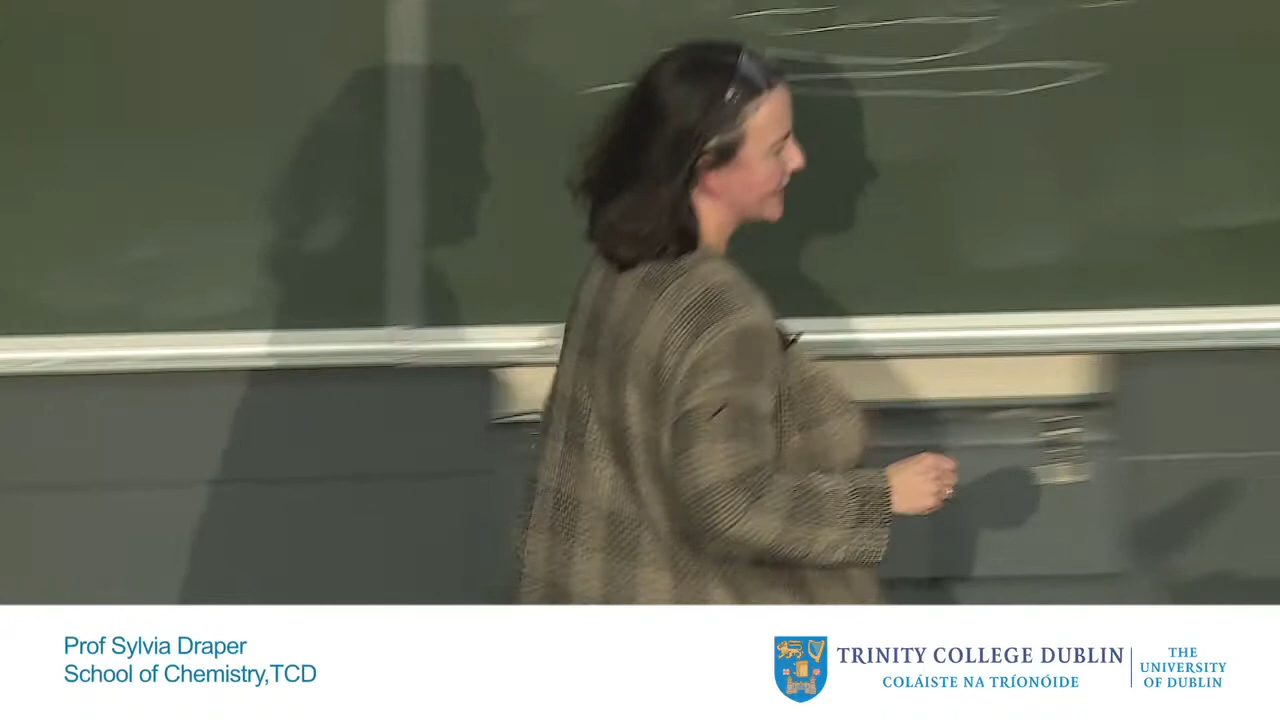 Prof Sylvia Draper
School of Chemistry,TCD
TRINITY COLLEGE DUBLIN
COLÁISTE NA TRÍONÓIDE
THE
UNIVERSITY
OF DUBLIN